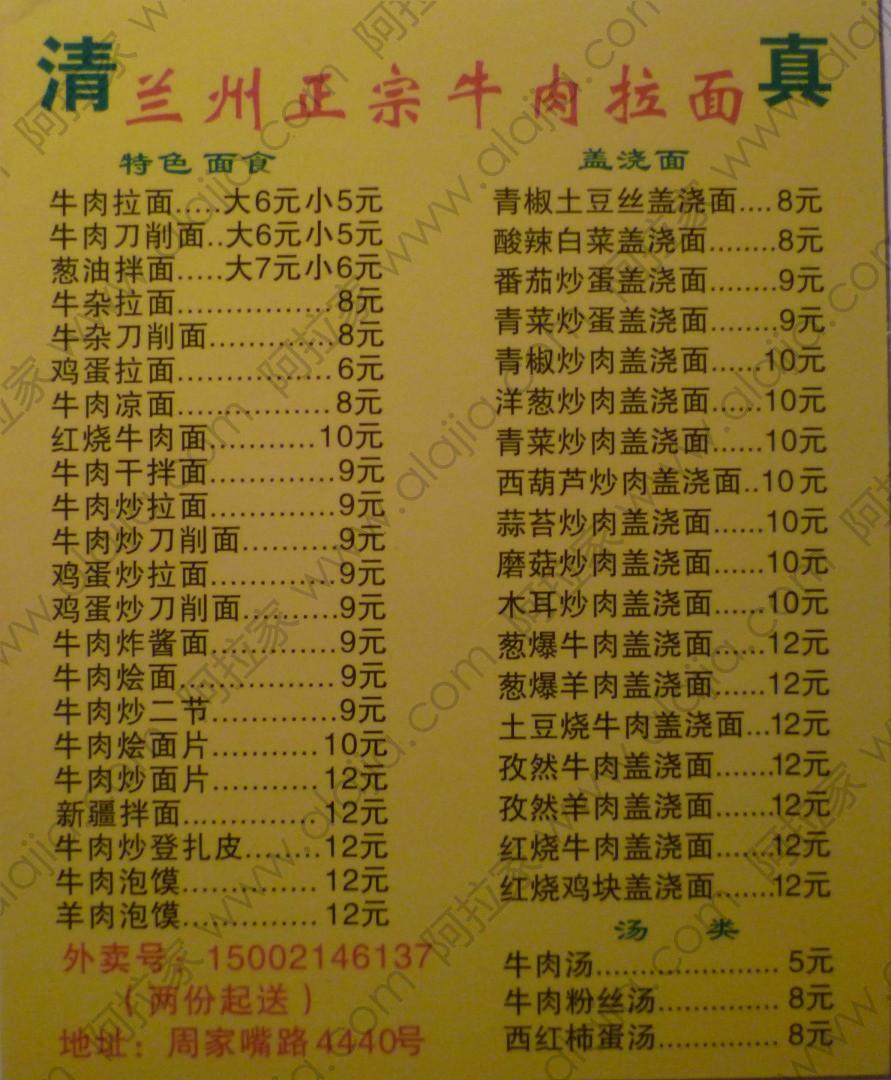 清 兰州正宗牛肉拉面 真
特色面食
牛肉拉面.....大6元小5元
牛肉刀削面..大6元小5元
葱油拌面.....大7元小6元
牛杂拉面................8元
牛杂刀削面.............8元
鸡蛋拉面................6元
牛肉凉面................8元
红烧牛肉面...........10元
牛肉干拌面.............9元
牛肉炒拉面.............9元
牛肉炒刀削面..........9元
鸡蛋炒拉面.............9元
鸡蛋炒刀削面..........9元
牛肉炸酱面.............9元
牛肉烩面................9元
牛肉炒二节.............9元
牛肉烩面片...........10元
牛肉炒面片...........12元
新疆拌面..............12元
牛肉炒登扎皮........12元
牛肉泡馍..............12元
羊肉泡馍..............12元
外卖号：15002146137
（两份起送）
地址：周家嘴路4440号
盖浇面
青椒土豆丝盖浇面....8元
酸辣白菜盖浇面........8元
番茄炒蛋盖浇面........9元
青菜炒蛋盖浇面........9元
青椒炒肉盖浇面......10元
洋葱炒肉盖浇面......10元
青菜炒肉盖浇面......10元
西葫芦炒肉盖浇面..10元
蒜苔炒肉盖浇面......10元
磨菇炒肉盖浇面......10元
木耳炒肉盖浇面......10元
葱爆牛肉盖浇面......12元
葱爆羊肉盖浇面......12元
土豆烧牛肉盖浇面...12元
孜然牛肉盖浇面.......12元
孜然羊肉盖浇面.......12元
红烧牛肉盖浇面.......12元
红烧鸡块盖浇面.......12元
汤 类
牛肉汤...................5元
牛肉粉丝汤.............8元
西红柿蛋汤.............8元
阿拉家 www.alajia.com